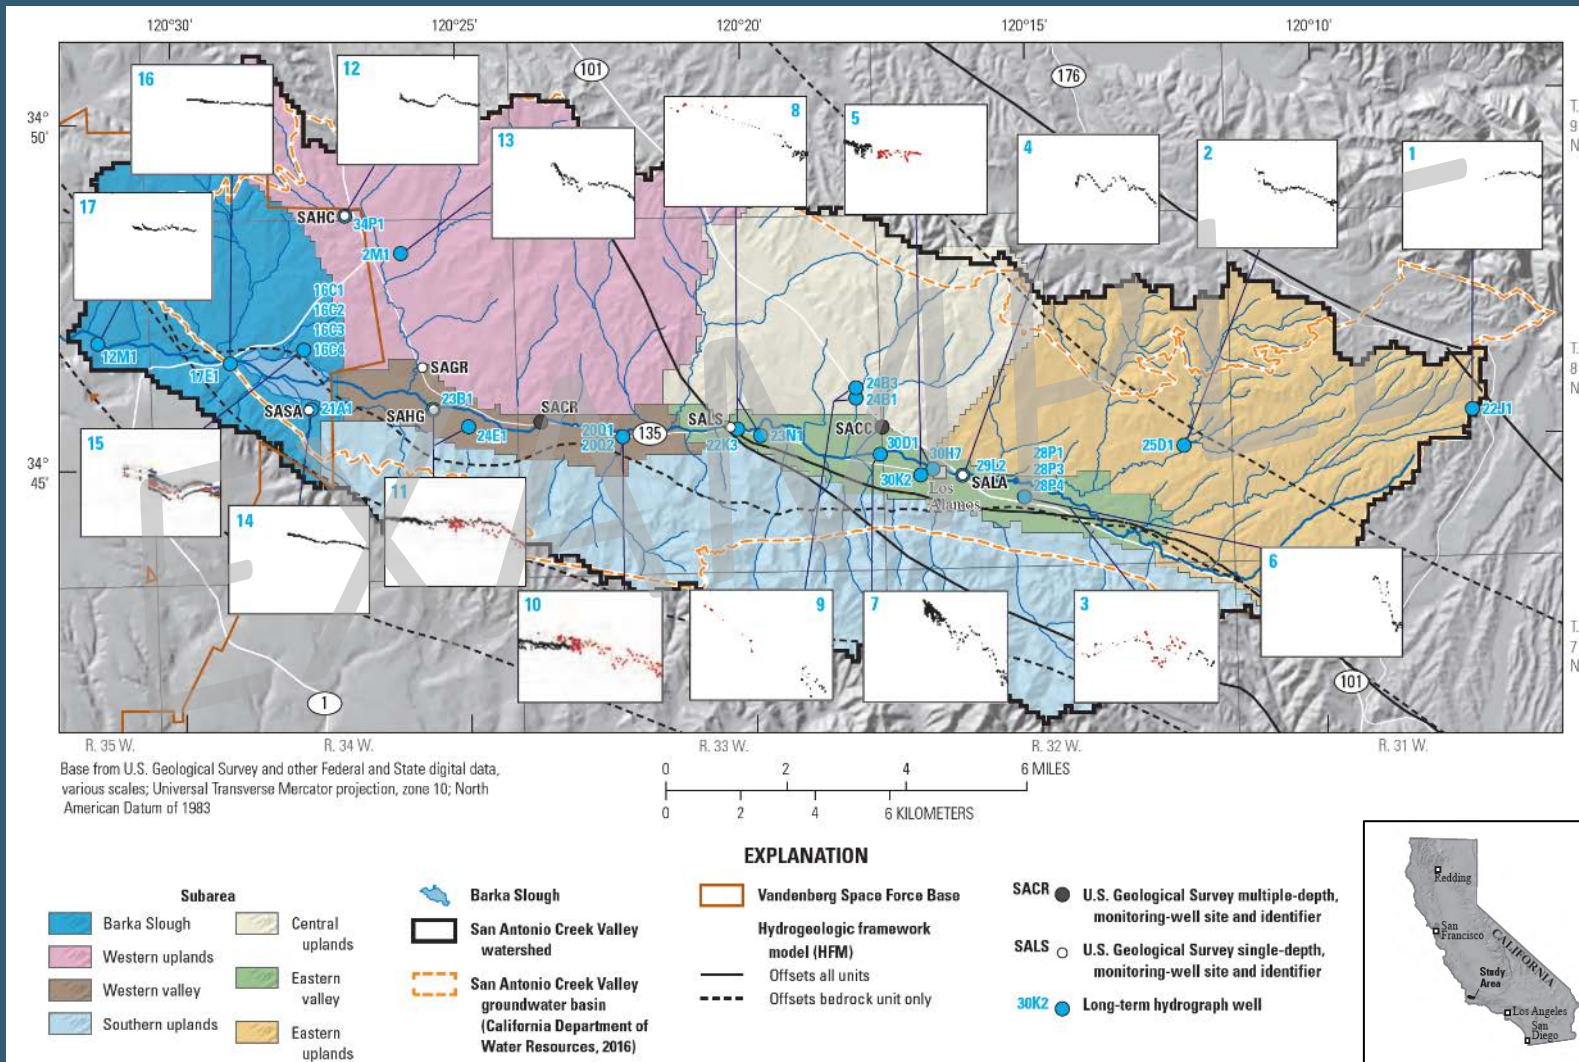 120°30'
120°25'
120°20'
120°15'
120°10'
101
176
34°
50'
T.
9
N
16
12
13
8
5
4
2
1
17
SAHC
34P1
2M1
16C1
16C2
16C3
16C4
12M1
17E1
SASA
21A1
SAGR
SAHG
23B1
24E1
SACR
20Q1
20Q2
135
SALS
22K3
23N1
24B3
24B1
SACC
30D1
30H7
30K2
Los
Alamos
29L2
SALA
28P1
28P3
28P4
25D1
22J1
T.
8
N
34°
45'
15
14
11
10
9
7
3
6
T.
7
N
1
101
EXAMPLE
R. 35 W.
R. 34 W.
R. 33 W.
R. 32 W.
R. 31 W.
Base from U.S. Geological Survey and other Federal and State digital data,
various scales; Universal Transverse Mercator projection, zone 10; North
American Datum of 1983
0 2 4 6 MILES
0 2 4 6 KILOMETERS
EXPLANATION
Subarea
Barka Slough
Western uplands
Western valley
Southern uplands
Central
uplands
Eastern
valley
Eastern
uplands
Barka Slough
San Antonio Creek Valley
watershed
San Antonio Creek Valley
groundwater basin
(California Department of
Water Resources, 2016)
Vandenberg Space Force Base
Hydrogeologic framework
model (HFM)
Offsets all units
Offsets bedrock unit only
SACR
U.S. Geological Survey multiple-depth,
monitoring-well site and identifier
SALS
U.S. Geological Survey single-depth,
monitoring-well site and identifier
30K2
Long-term hydrograph well
Redding
San
Francisco
CALIFORNIA
Study
Area
Los Angeles
San
Diego